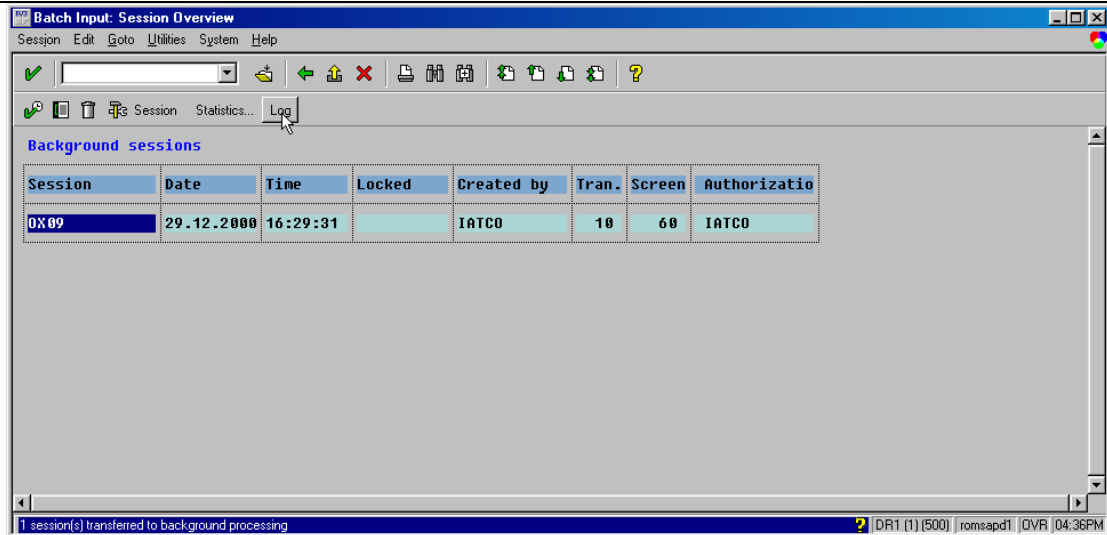 Batch Input: Session Overview
Session Edit Goto Utilities System Help
Session Statistics... Log
Background sessions
Session Date Time Locked Created by Tran. Screen Authorizatio
OX09 29.12.2000 16:29:31 IATCO 10 60 IATCO
1 session(s) transferred to background processing DR1 (1) (500) romsapd1 OVR 04:36PM